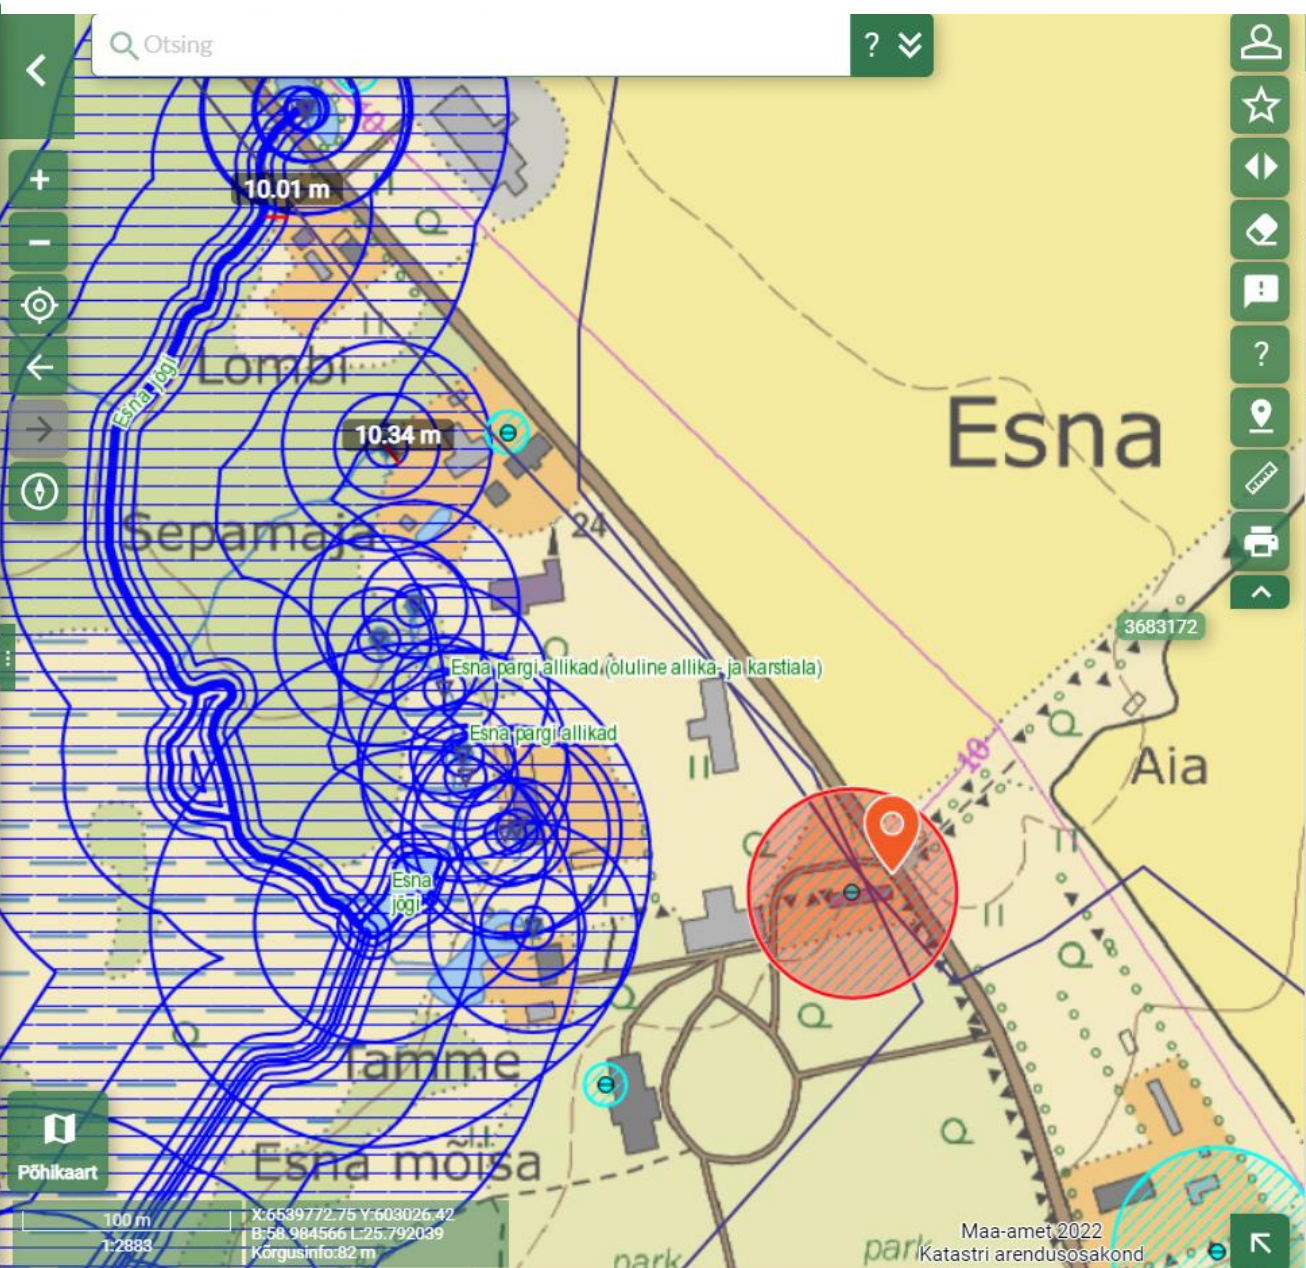 Otsing
?
10
10.01 m
Esna jõgi
Lombi
10.34 m
Esna
?
Sepamaja
24
3683172
Esna pargi allikad (oluline allika- ja karstiala)
Esna pargi allikad
10
Aia
Esna
jõgi
Tamme
Esna mõisa
Põhikaart
100 m
1:2883
X:6539772.75 Y:603026.42
B:58.984566 L:25.792039
Kõrgusinfo:82 m
park
park
Maa-amet 2022
Katastri arendusosakond